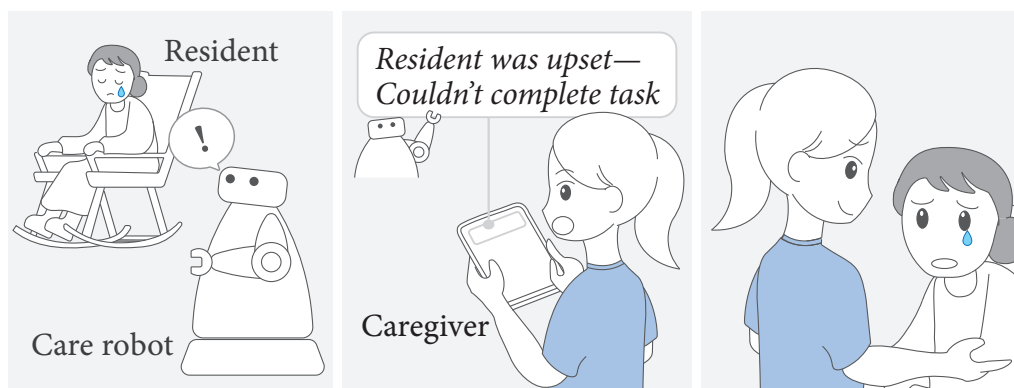 Resident
!
Care robot
Resident was upset—
Couldn’t complete task
Caregiver